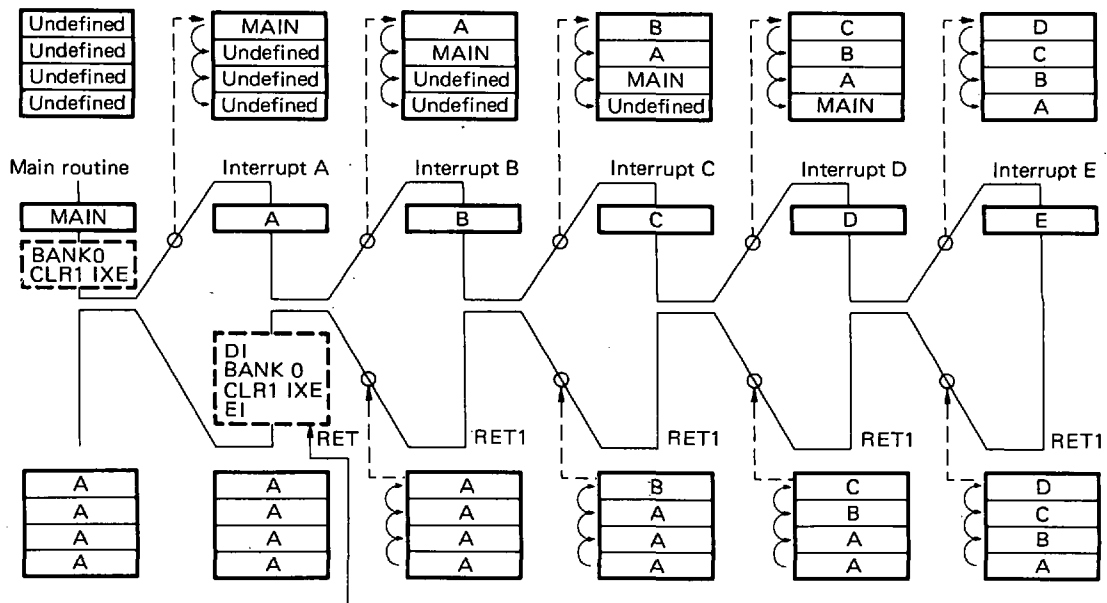 Undefined MAIN A B C D
Undefined Undefined MAIN A B C
Undefined Undefined Undefined MAIN A B
Undefined Undefined Undefined Undefined MAIN A
Main routine Interrupt A Interrupt B Interrupt C Interrupt D Interrupt E
MAIN A B C D E
BANK0
CLR1 IXE
DI
BANK 0
CLR1 IXE
EI
RET RET1 RET1 RET1 RET1
A A A B C D
A A A A B C
A A A A A B
A A A A A A